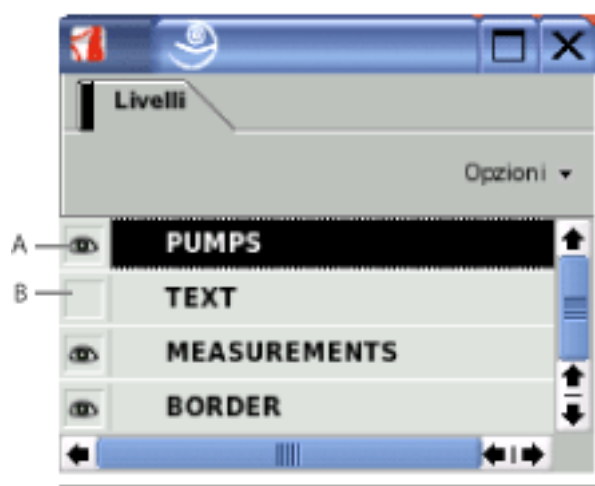 Livelli
Opzioni
A PUMPS
B TEXT
MEASUREMENTS
BORDER